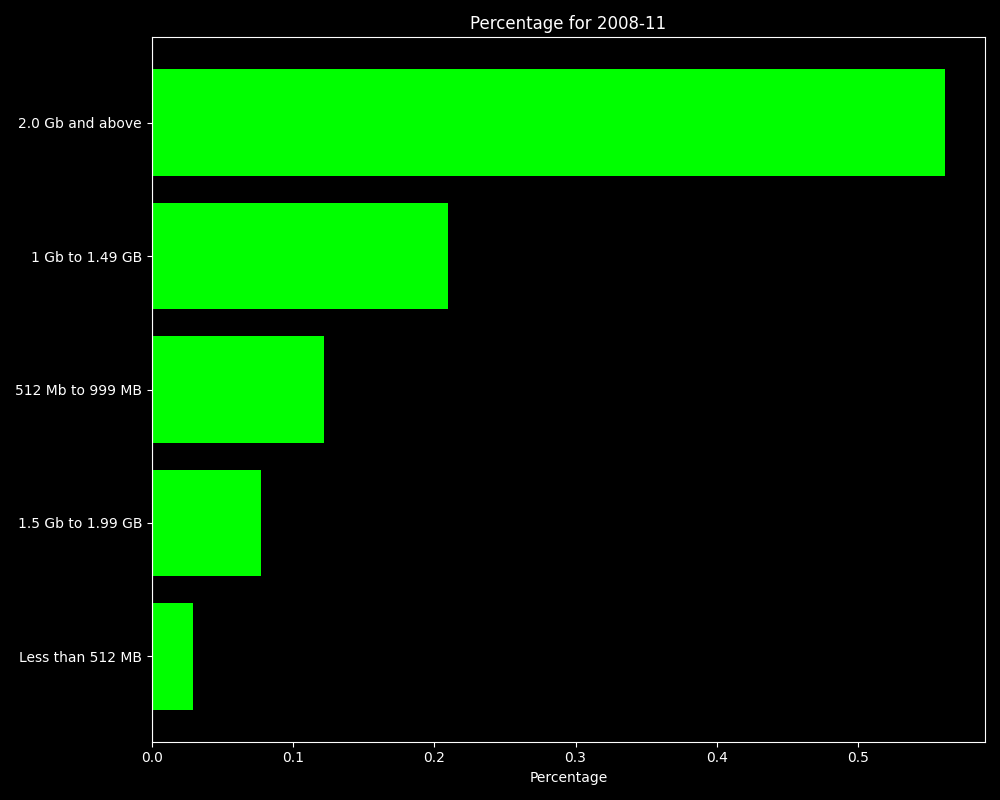 Percentage for 2008-11
2.0 Gb and above
1 Gb to 1.49 GB
512 Mb to 999 MB
1.5 Gb to 1.99 GB
Less than 512 MB
0.0 0.1 0.2 0.3 0.4 0.5
Percentage